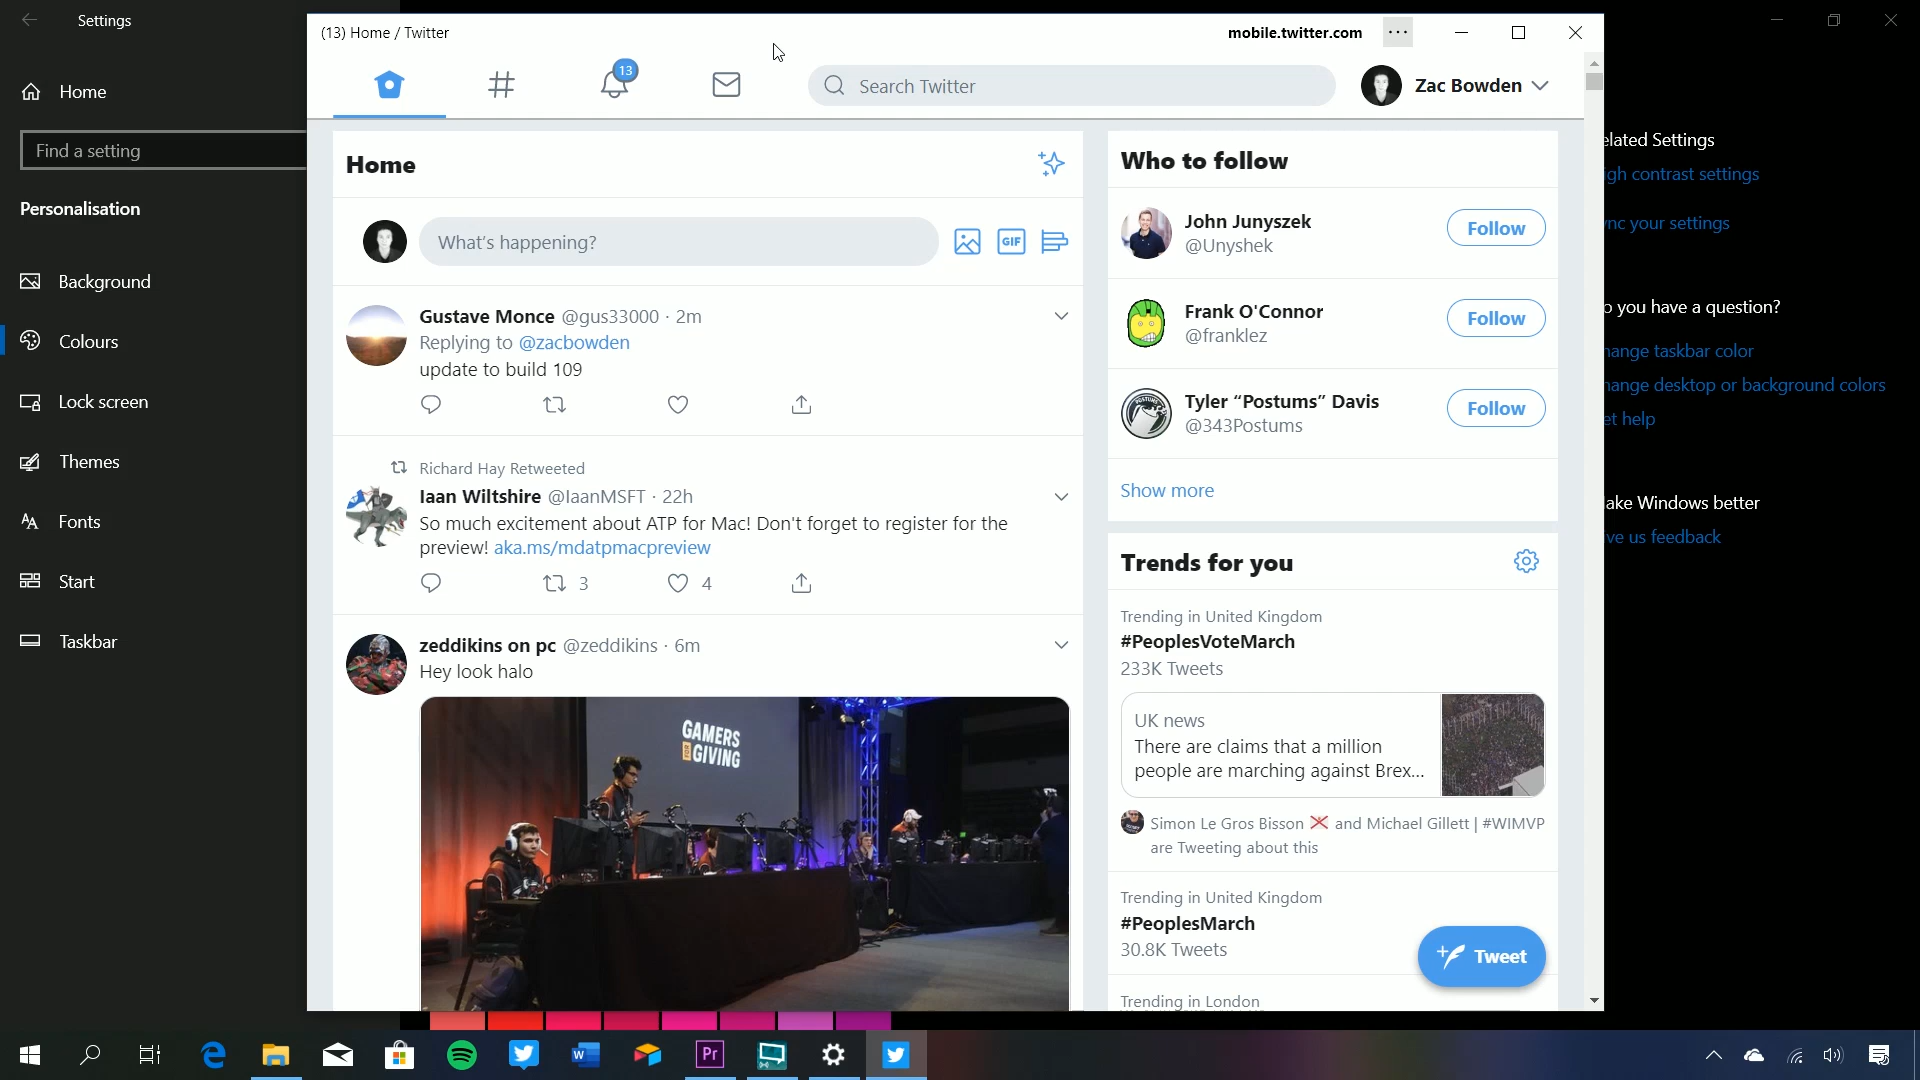 Settings
Home
Find a setting
Personalisation
Background
Colours
Lock screen
Themes
Fonts
Start
Taskbar
(13) Home / Twitter
mobile.twitter.com
13
Search Twitter
Zac Bowden
Home
What's happening?
GIF
Gustave Monce @gus33000 · 2m
Replying to @zacbowden
update to build 109
Richard Hay Retweeted
Iaan Wiltshire @IaanMSFT · 22h
So much excitement about ATP for Mac! Don't forget to register for the
preview! aka.ms/mdatpmacpreview
3
4
zeddikins on pc @zeddikins · 6m
Hey look halo
GAMERS
FOR GIVING
Who to follow
John Junyszek
@Unyshek
Follow
Frank O'Connor
@franklez
Follow
Tyler “Postums” Davis
@343Postums
Follow
Show more
Trends for you
Trending in United Kingdom
#PeoplesVoteMarch
233K Tweets
UK news
There are claims that a million
people are marching against Brex...
Simon Le Gros Bisson and Michael Gillett | #WIMVP
are Tweeting about this
Trending in United Kingdom
#PeoplesMarch
30.8K Tweets
Tweet
Trending in London
elated Settings
igh contrast settings
ync your settings
o you have a question?
hange taskbar color
hange desktop or background colors
et help
ake Windows better
ve us feedback
W
Pr